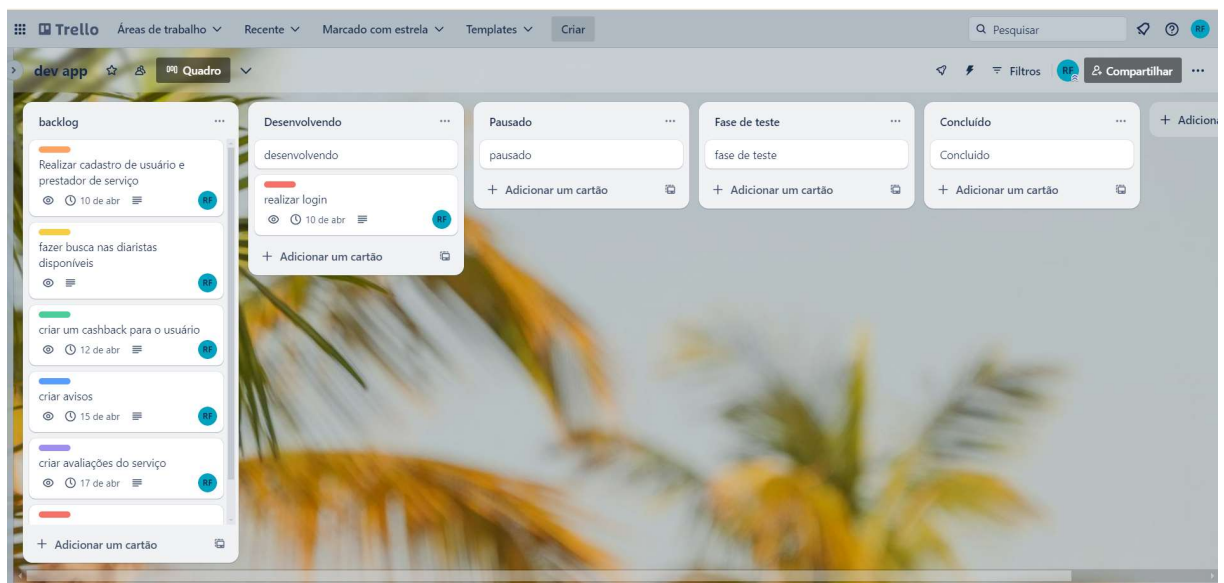 Trello Áreas de trabalho Recente Marcado com estrela Templates Criar Pesquisar RF
dev app Quadro Filtros RF Compartilhar
backlog
Realizar cadastro de usuário e
prestador de serviço
10 de abr RF
fazer busca nas diaristas
disponíveis
RF
criar um cashback para o usuário
12 de abr RF
criar avisos
15 de abr RF
criar avaliações do serviço
17 de abr RF
+ Adicionar um cartão
Desenvolvendo
desenvolvendo
realizar login
10 de abr RF
+ Adicionar um cartão
Pausado
pausado
+ Adicionar um cartão
Fase de teste
fase de teste
+ Adicionar um cartão
Concluído
Concluido
+ Adicionar um cartão
+ Adiciona